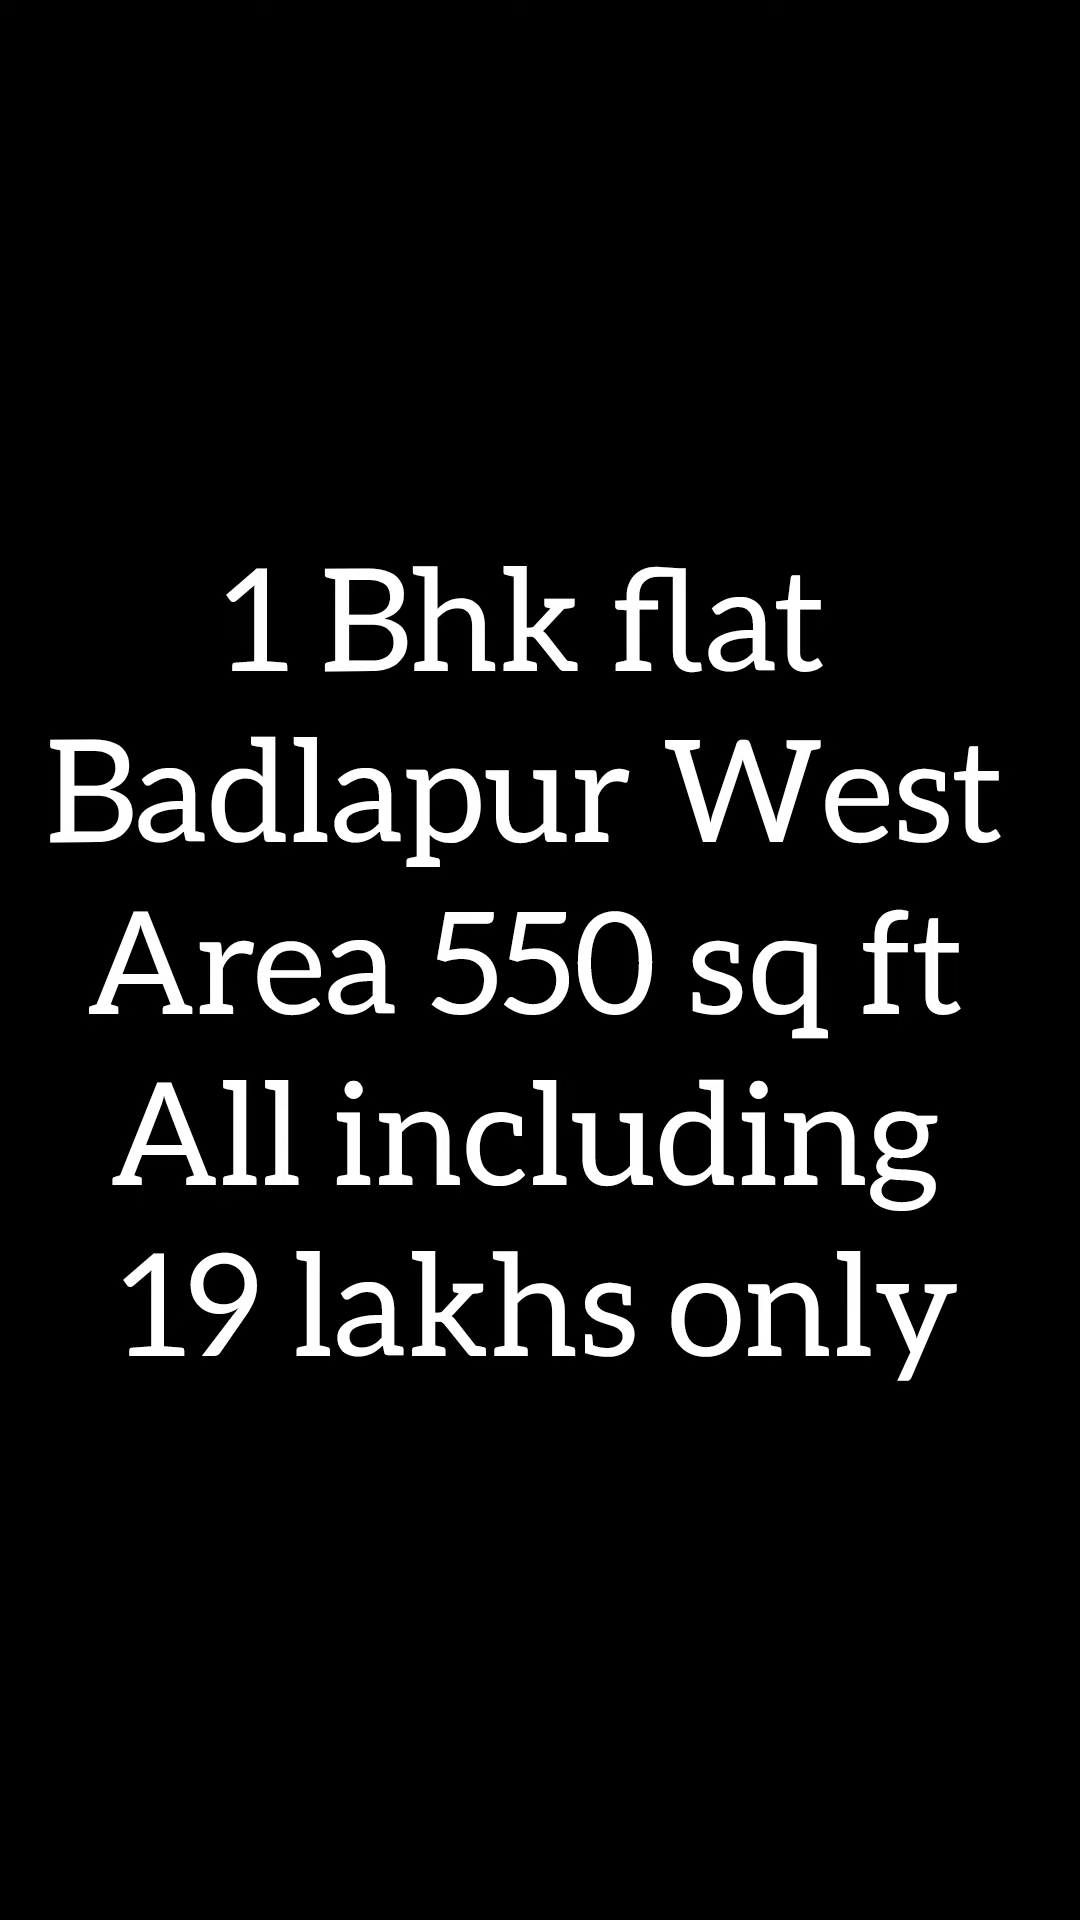 1 Bhk flat
Badlapur West
Area 550 sq ft
All including
19 lakhs only